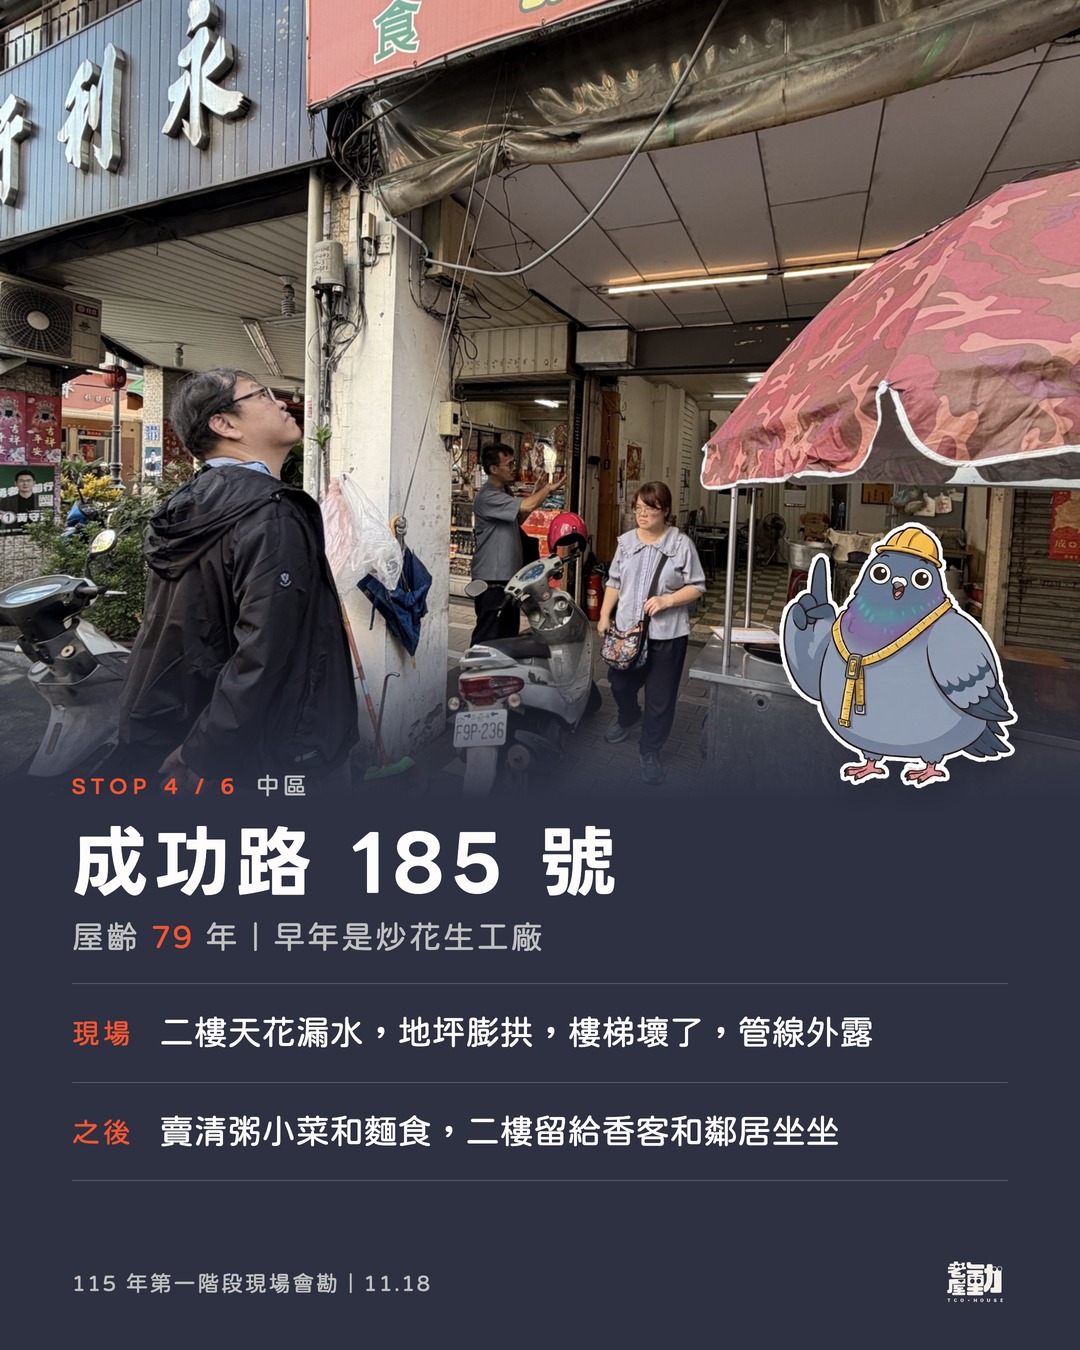 食
永利
F9P-236
STOP 4 / 6 中區
成功路 185 號
屋齡 79 年｜早年是炒花生工廠
現場 二樓天花漏水，地坪膨拱，樓梯壞了，管線外露
之後 賣清粥小菜和麵食，二樓留給香客和鄰居坐坐
115 年第一階段現場會勘｜11.18
老屋動
TCO-HOUSE